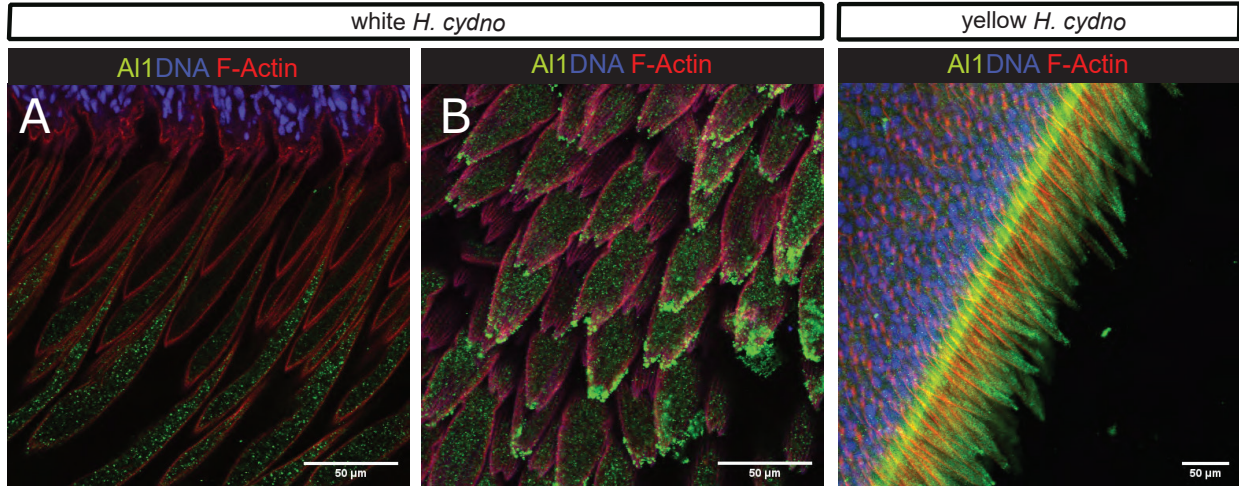 white H. cydno
yellow H. cydno
Al1DNA F-Actin
Al1DNA F-Actin
Al1DNA F-Actin
A
B
50 µm
50 µm
50 µm